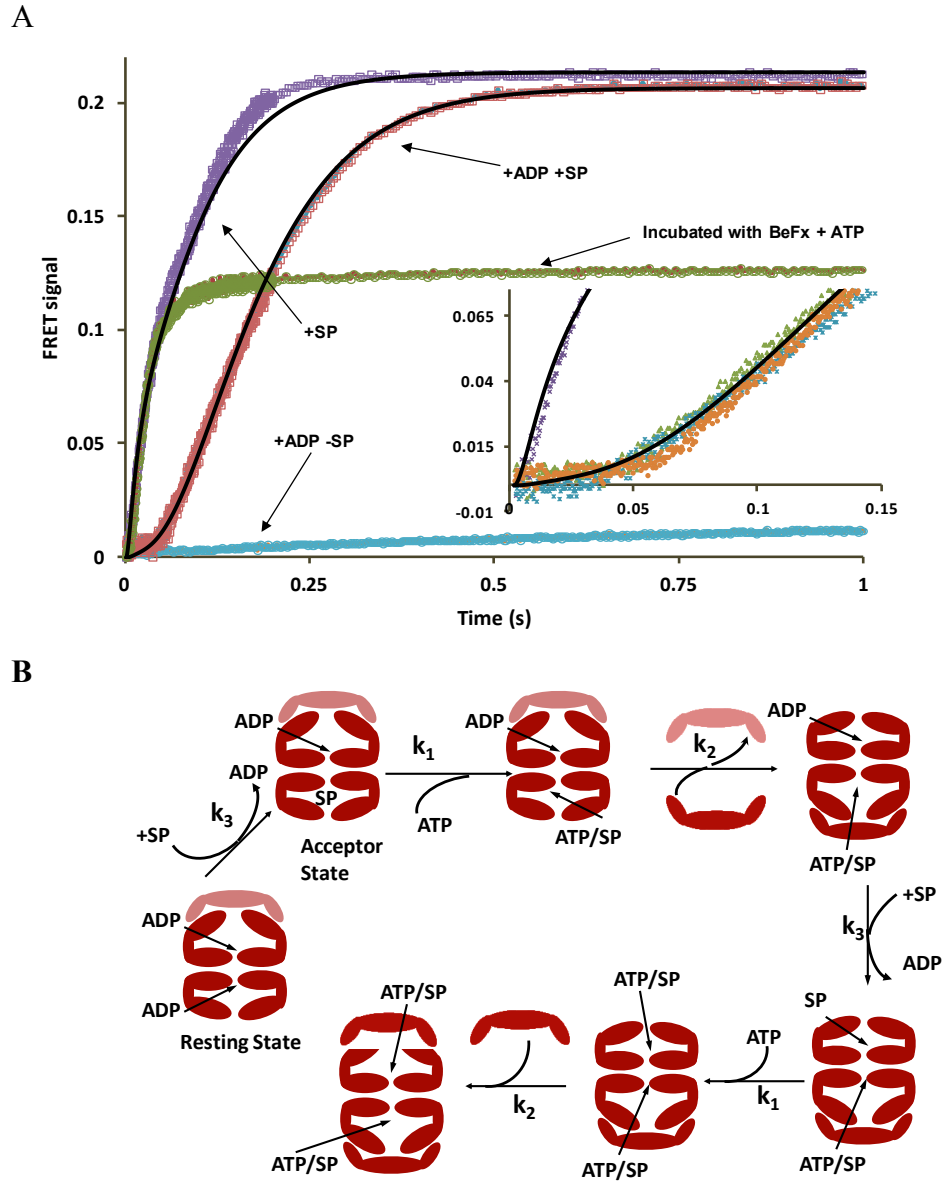 A
FRET signal
0.2
0.15
0.1
0.05
0
+ADP +SP
Incubated with BeFx + ATP
+SP
+ADP -SP
0.065
0.04
0.015
-0.01
0
0.05
0.1
0.15
0
0.25
0.5
0.75
1
Time (s)
B
ADP
ADP
k3
+SP
SP
Acceptor
State
k1
ATP
ADP
ATP/SP
k2
ADP
ATP/SP
ADP
ADP
Resting State
k3
+SP
ADP
SP
ATP/SP
ATP
k1
ATP/SP
ATP/SP
k2
ATP/SP
ATP/SP